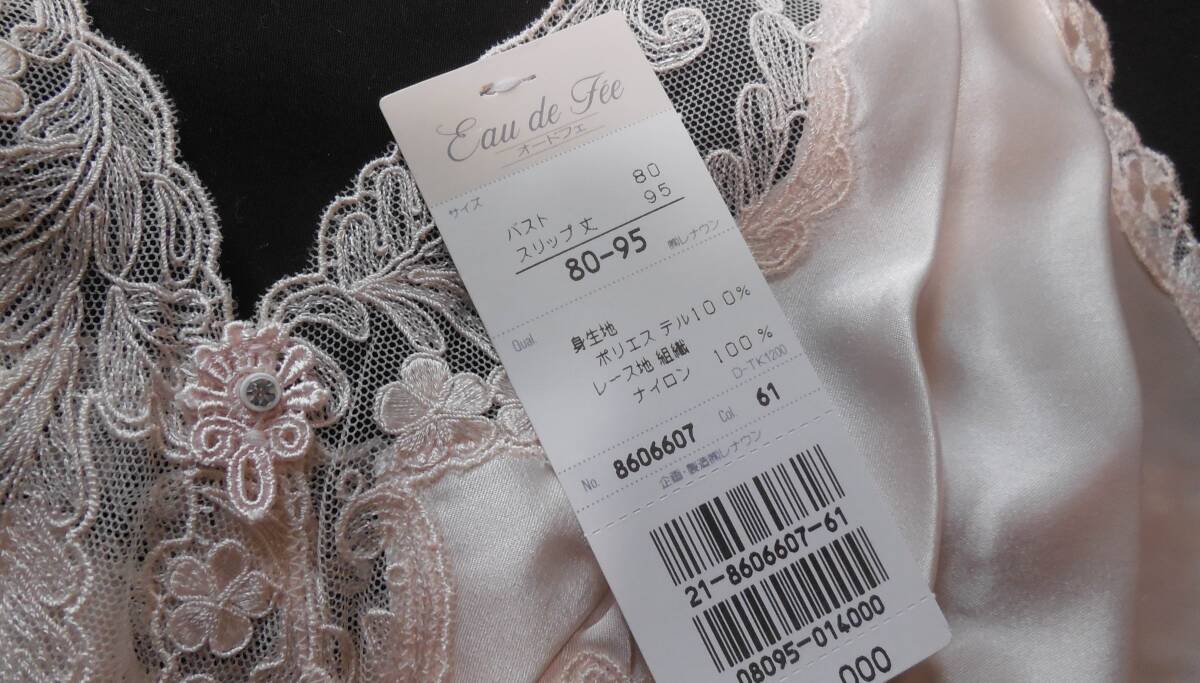 Eau de Fée
オードフェ
サイズ
バスト 80
スリップ丈 95
80-95 ㈱レナウン
Qual 身生地
ポリエステル100%
レース地 組織
ナイロン 100%
D-TK1200
No. 8606607 Col 61
企画・製造㈱レナウン
21-8606607-61
08095-014000
000